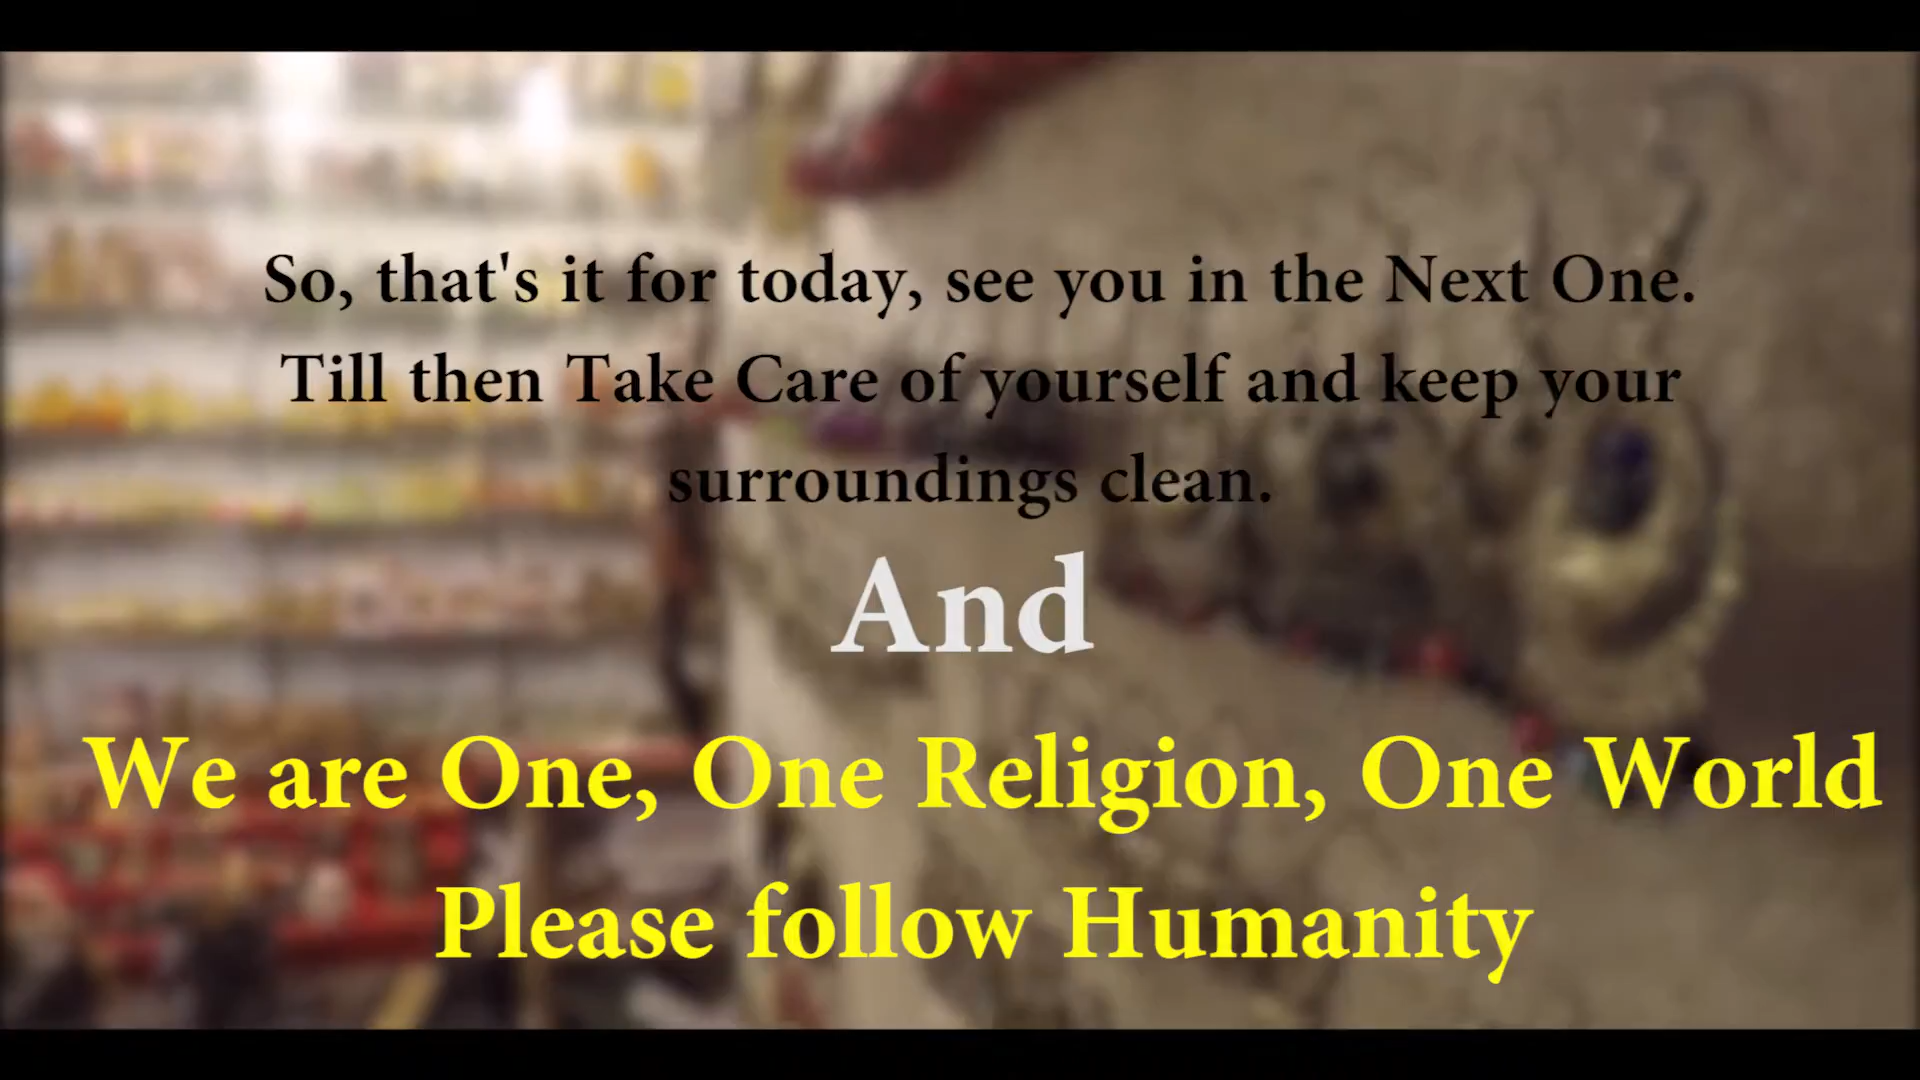 So, that's it for today, see you in the Next One.
Till then Take Care of yourself and keep your
surroundings clean.
And
We are One, One Religion, One World
Please follow Humanity